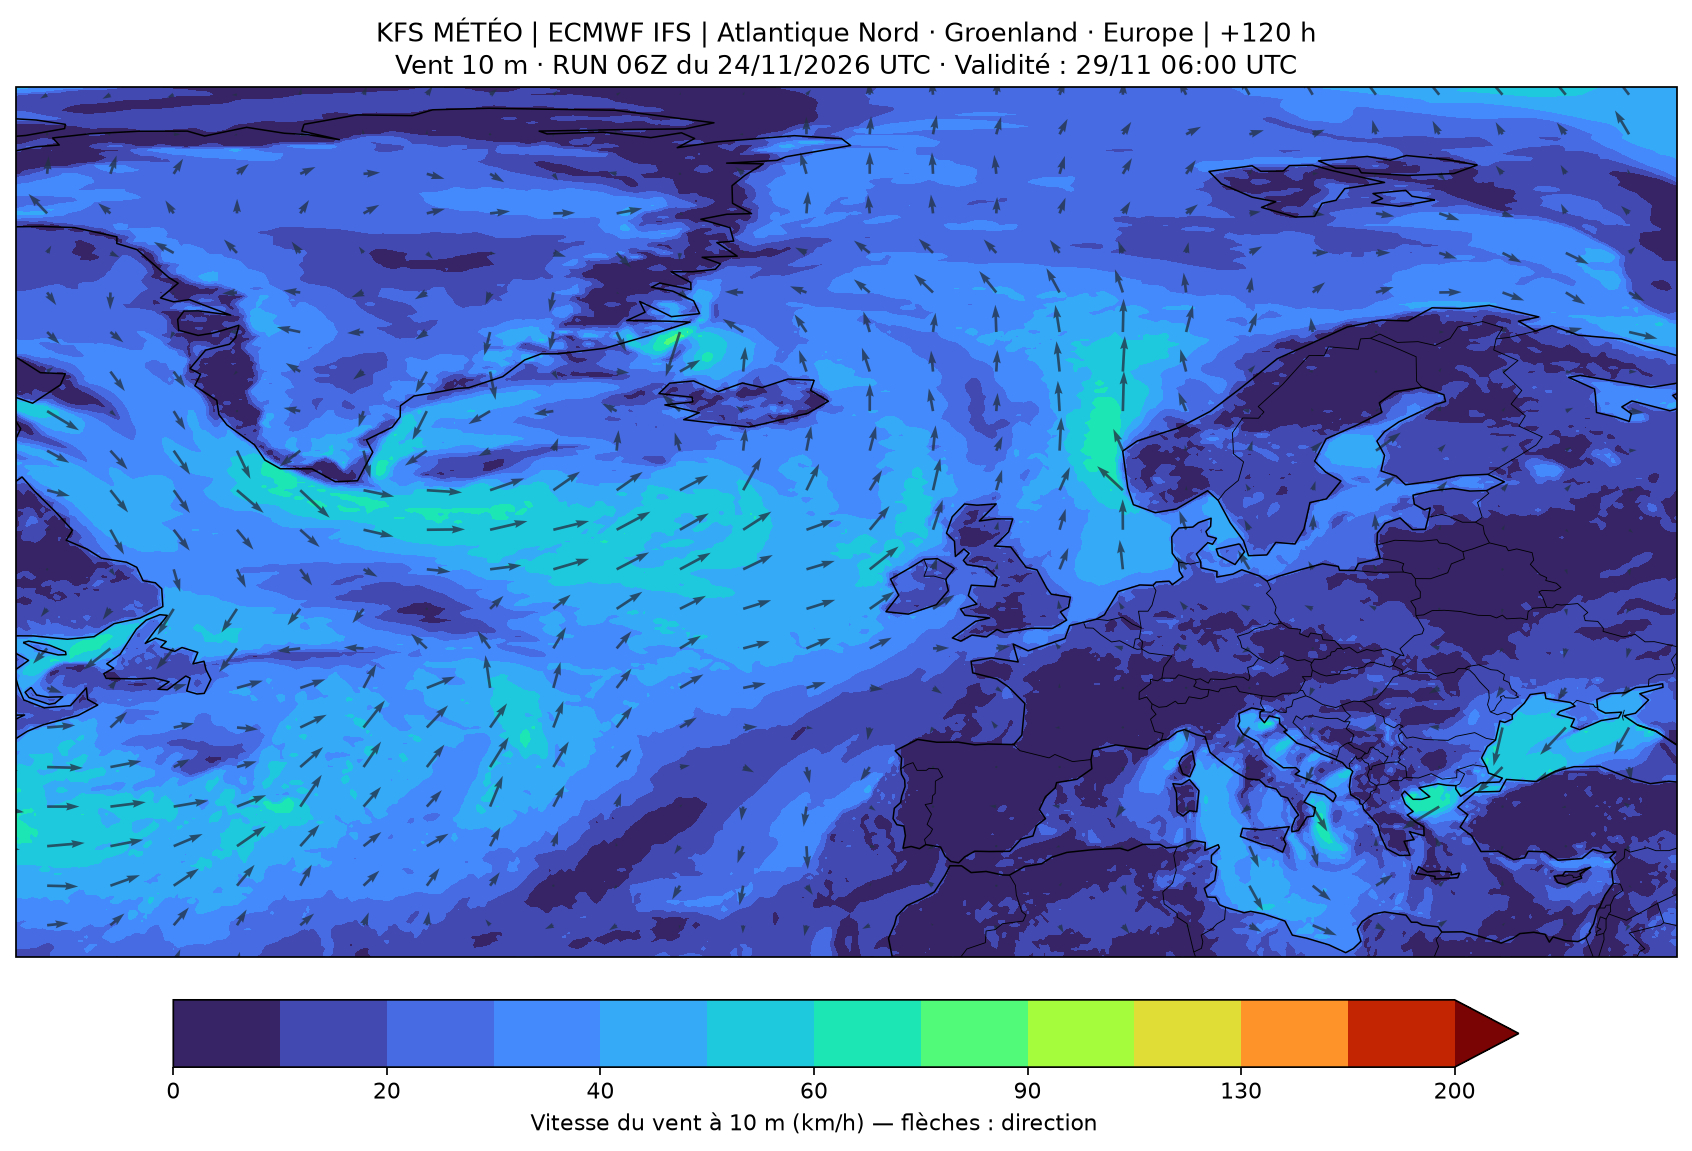 KFS MÉTÉO | ECMWF IFS | Atlantique Nord · Groenland · Europe | +120 h
Vent 10 m · RUN 06Z du 24/11/2026 UTC · Validité : 29/11 06:00 UTC
0 20 40 60 90 130 200
Vitesse du vent à 10 m (km/h) — flèches : direction